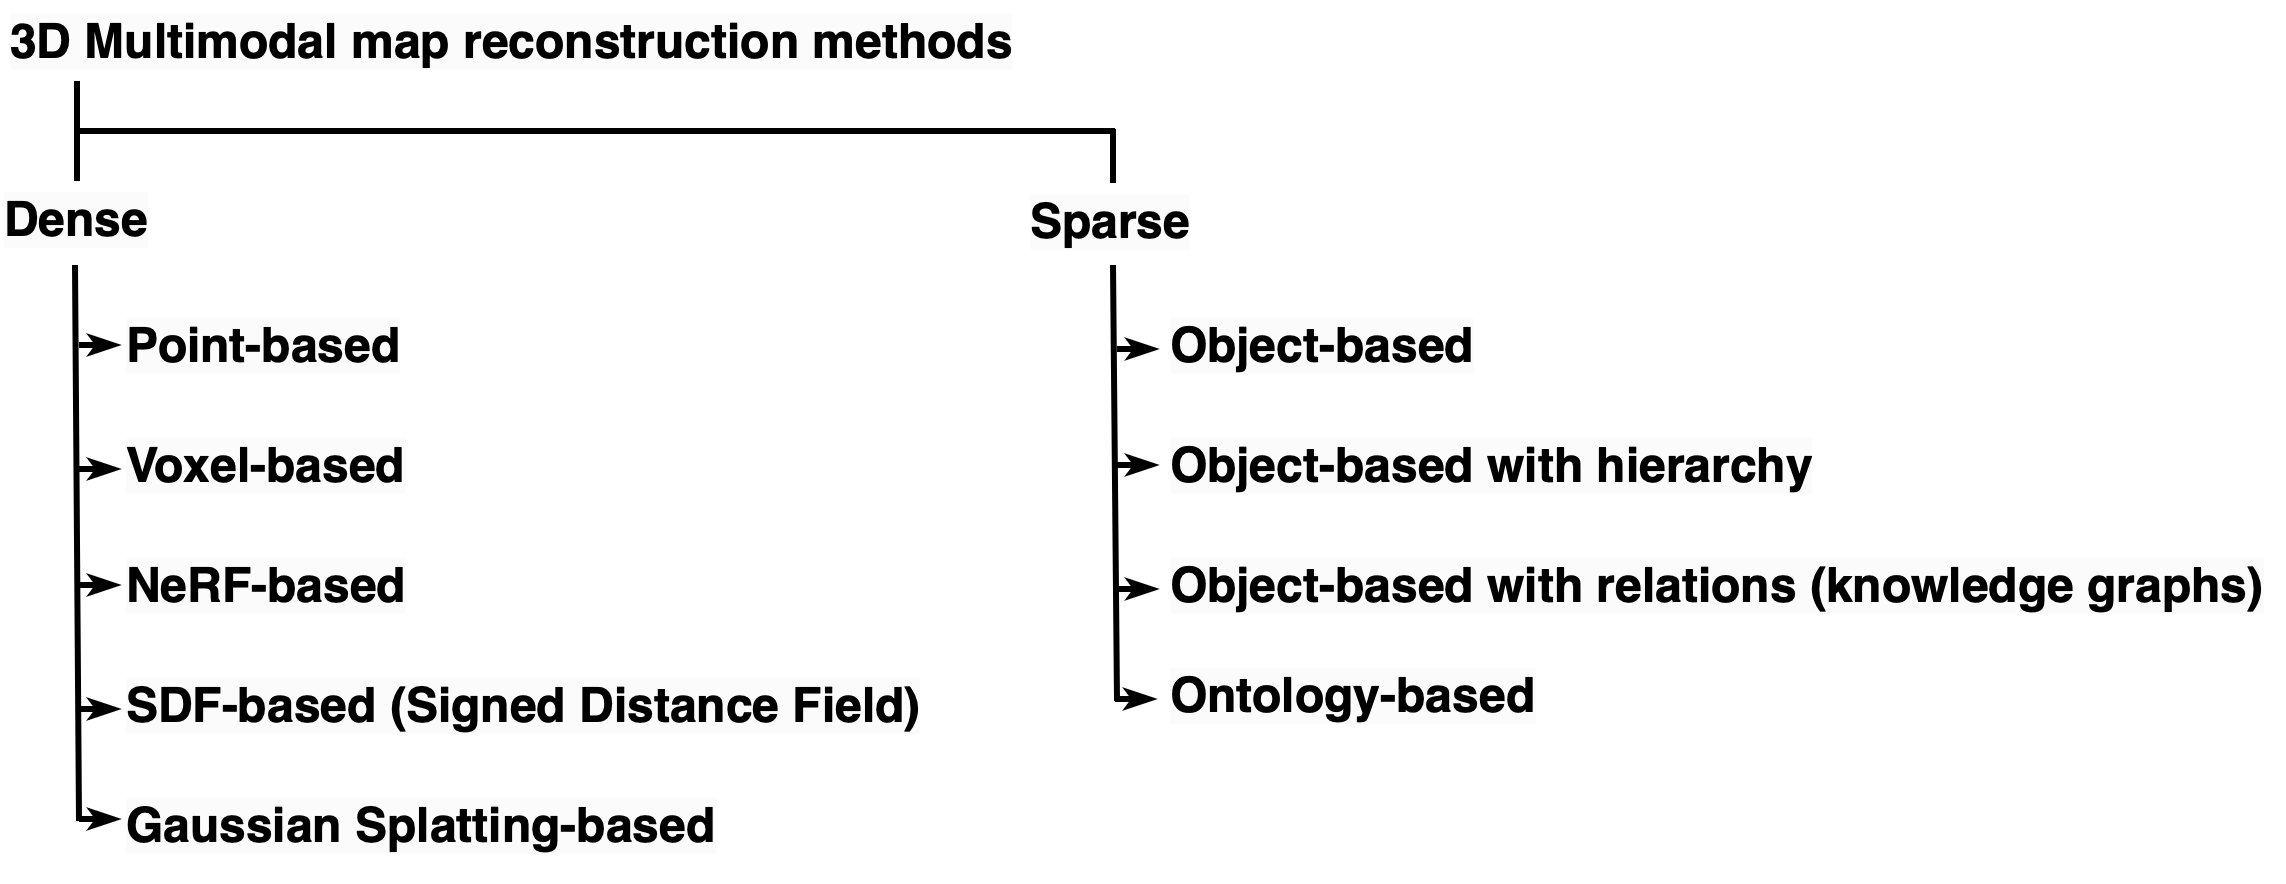 3D Multimodal map reconstruction methods
Dense
Point-based
Voxel-based
NeRF-based
SDF-based (Signed Distance Field)
Gaussian Splatting-based
Sparse
Object-based
Object-based with hierarchy
Object-based with relations (knowledge graphs)
Ontology-based